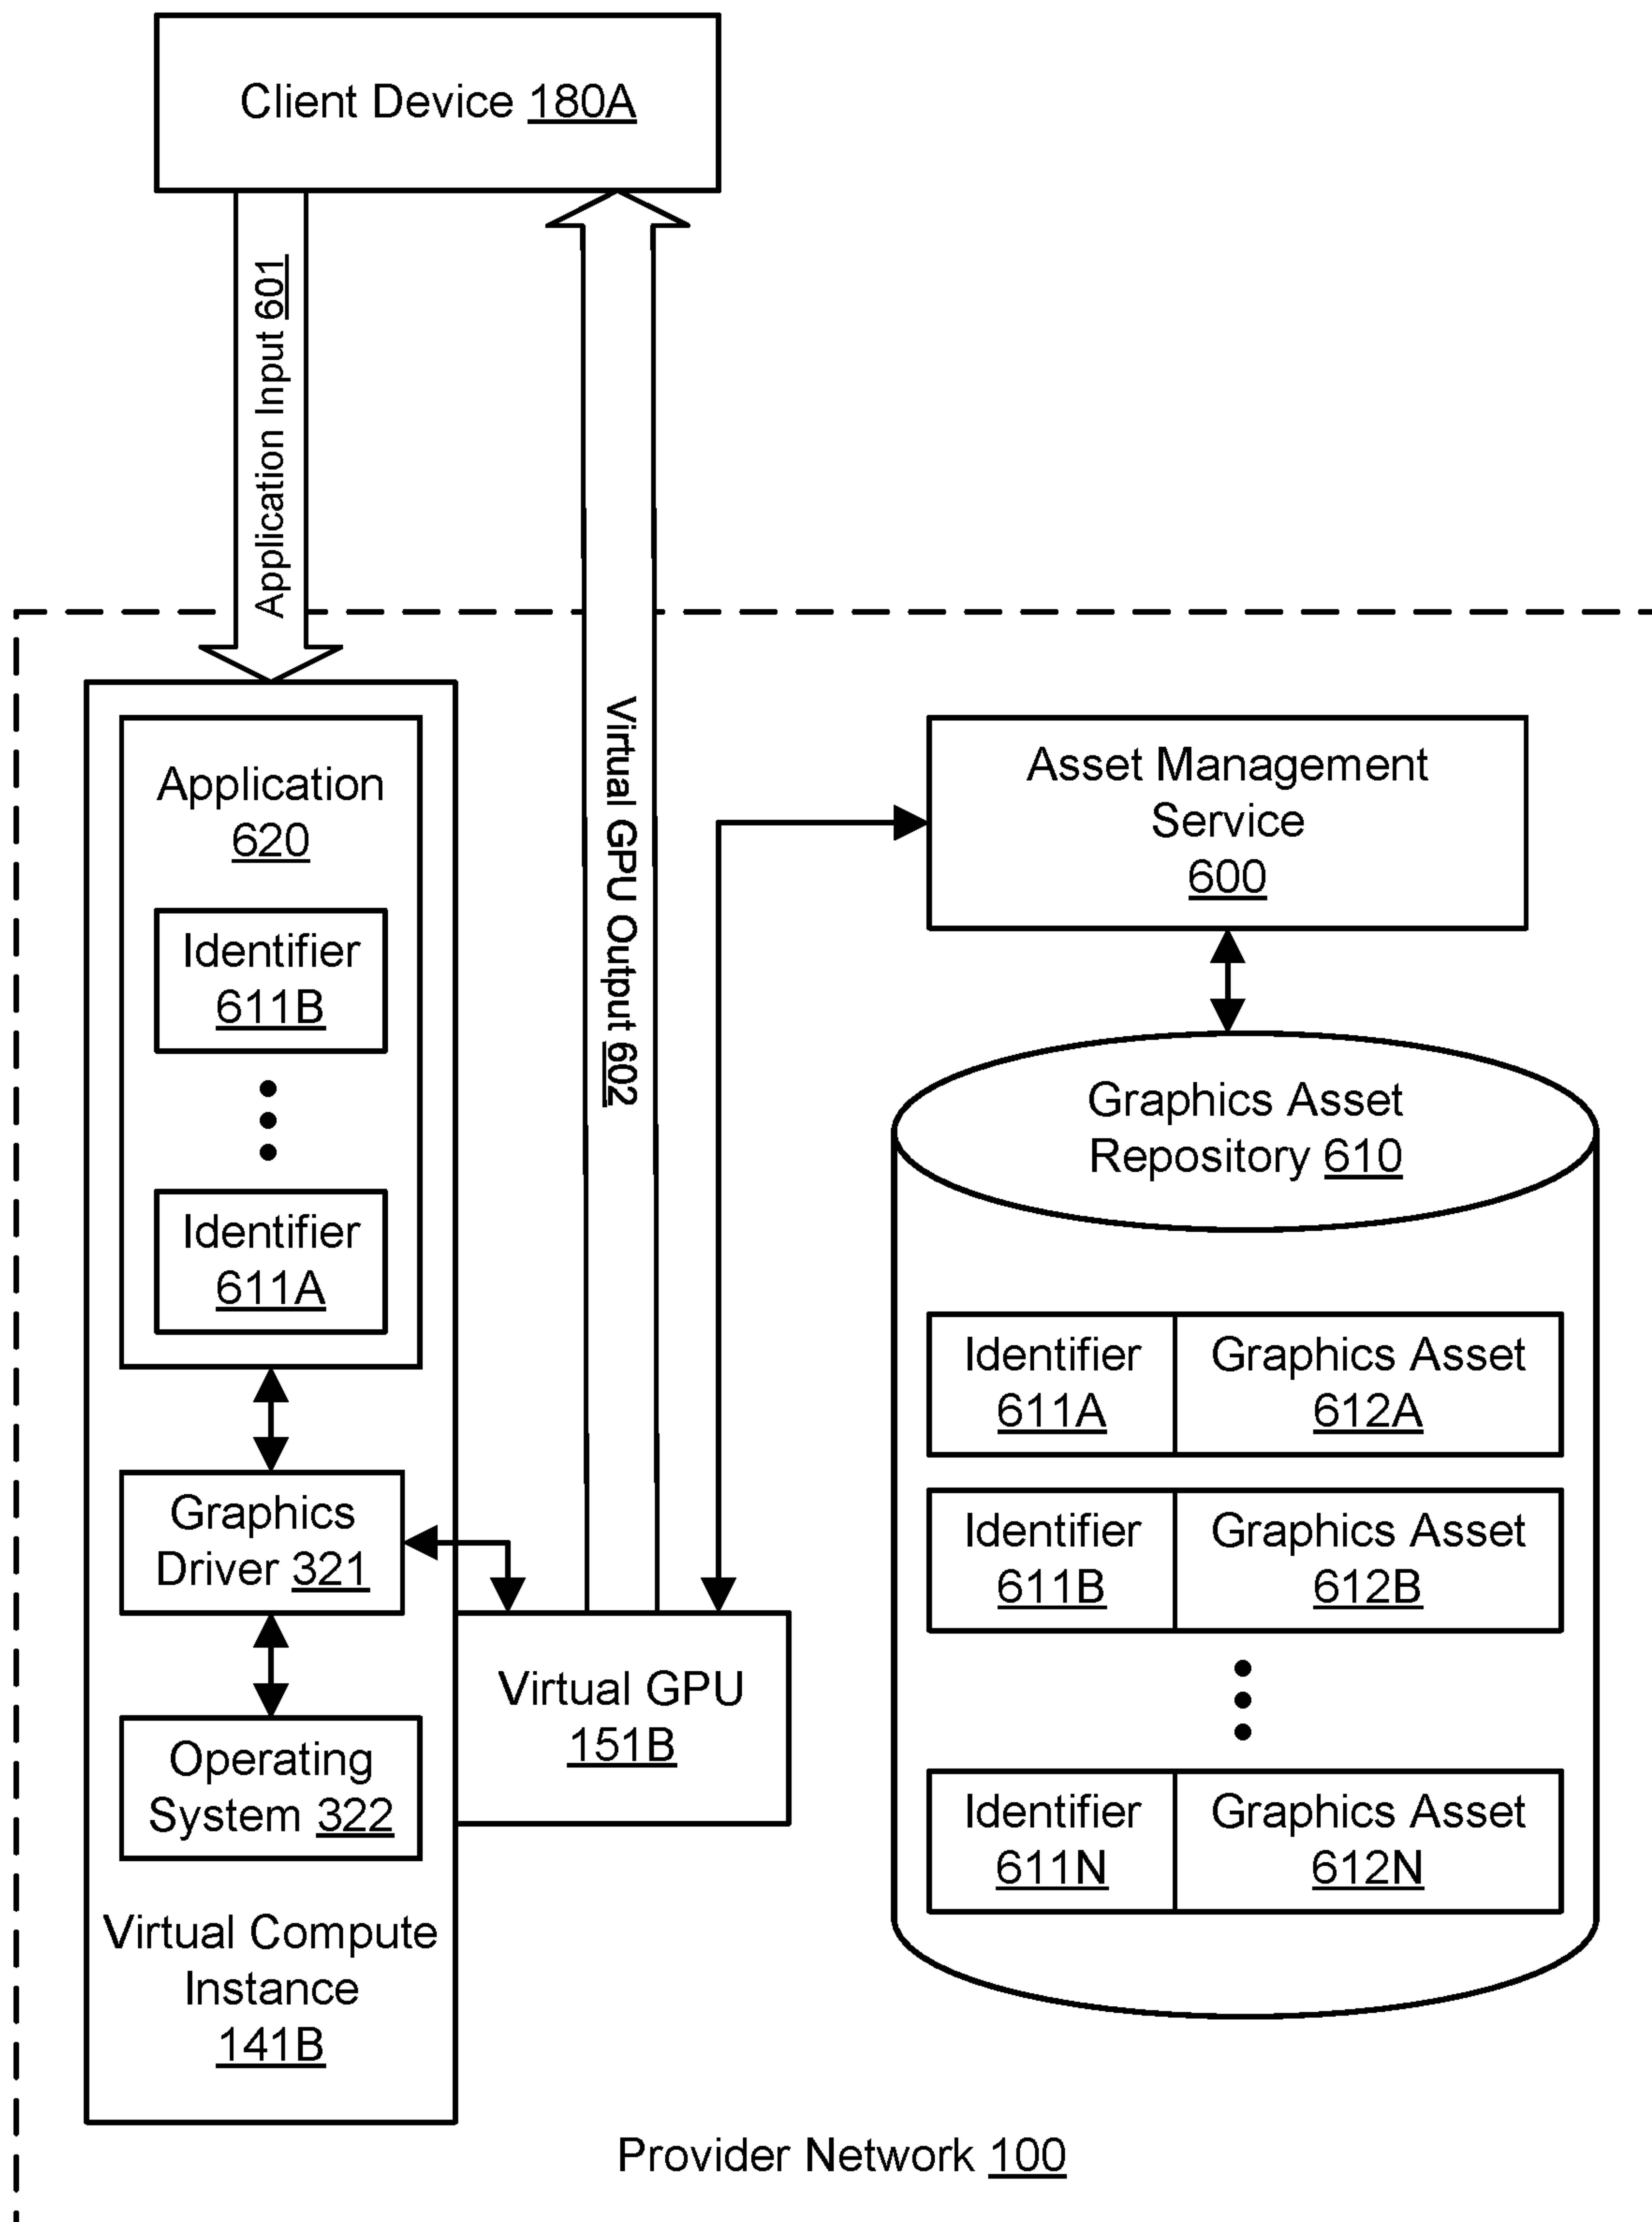 Client Device 180A
Application Input 601
Virtual GPU Output 602
Application
620
Identifier
611B
Identifier
611A
Graphics
Driver 321
Operating
System 322
Virtual Compute
Instance
141B
Virtual GPU
151B
Asset Management
Service
600
Graphics Asset
Repository 610
Identifier
611A
Graphics Asset
612A
Identifier
611B
Graphics Asset
612B
Identifier
611N
Graphics Asset
612N
Provider Network 100